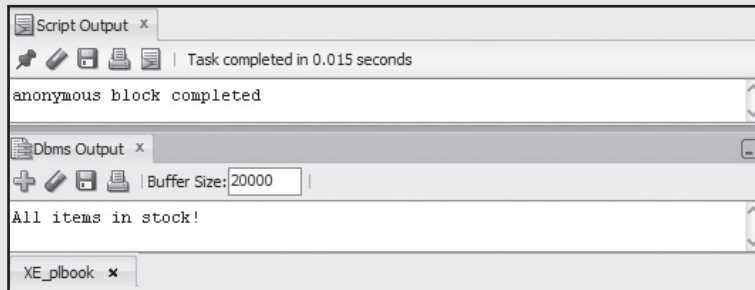 Script Output x
Task completed in 0.015 seconds
anonymous block completed
Dbms Output x
Buffer Size: 20000
All items in stock!
XE_plbook x